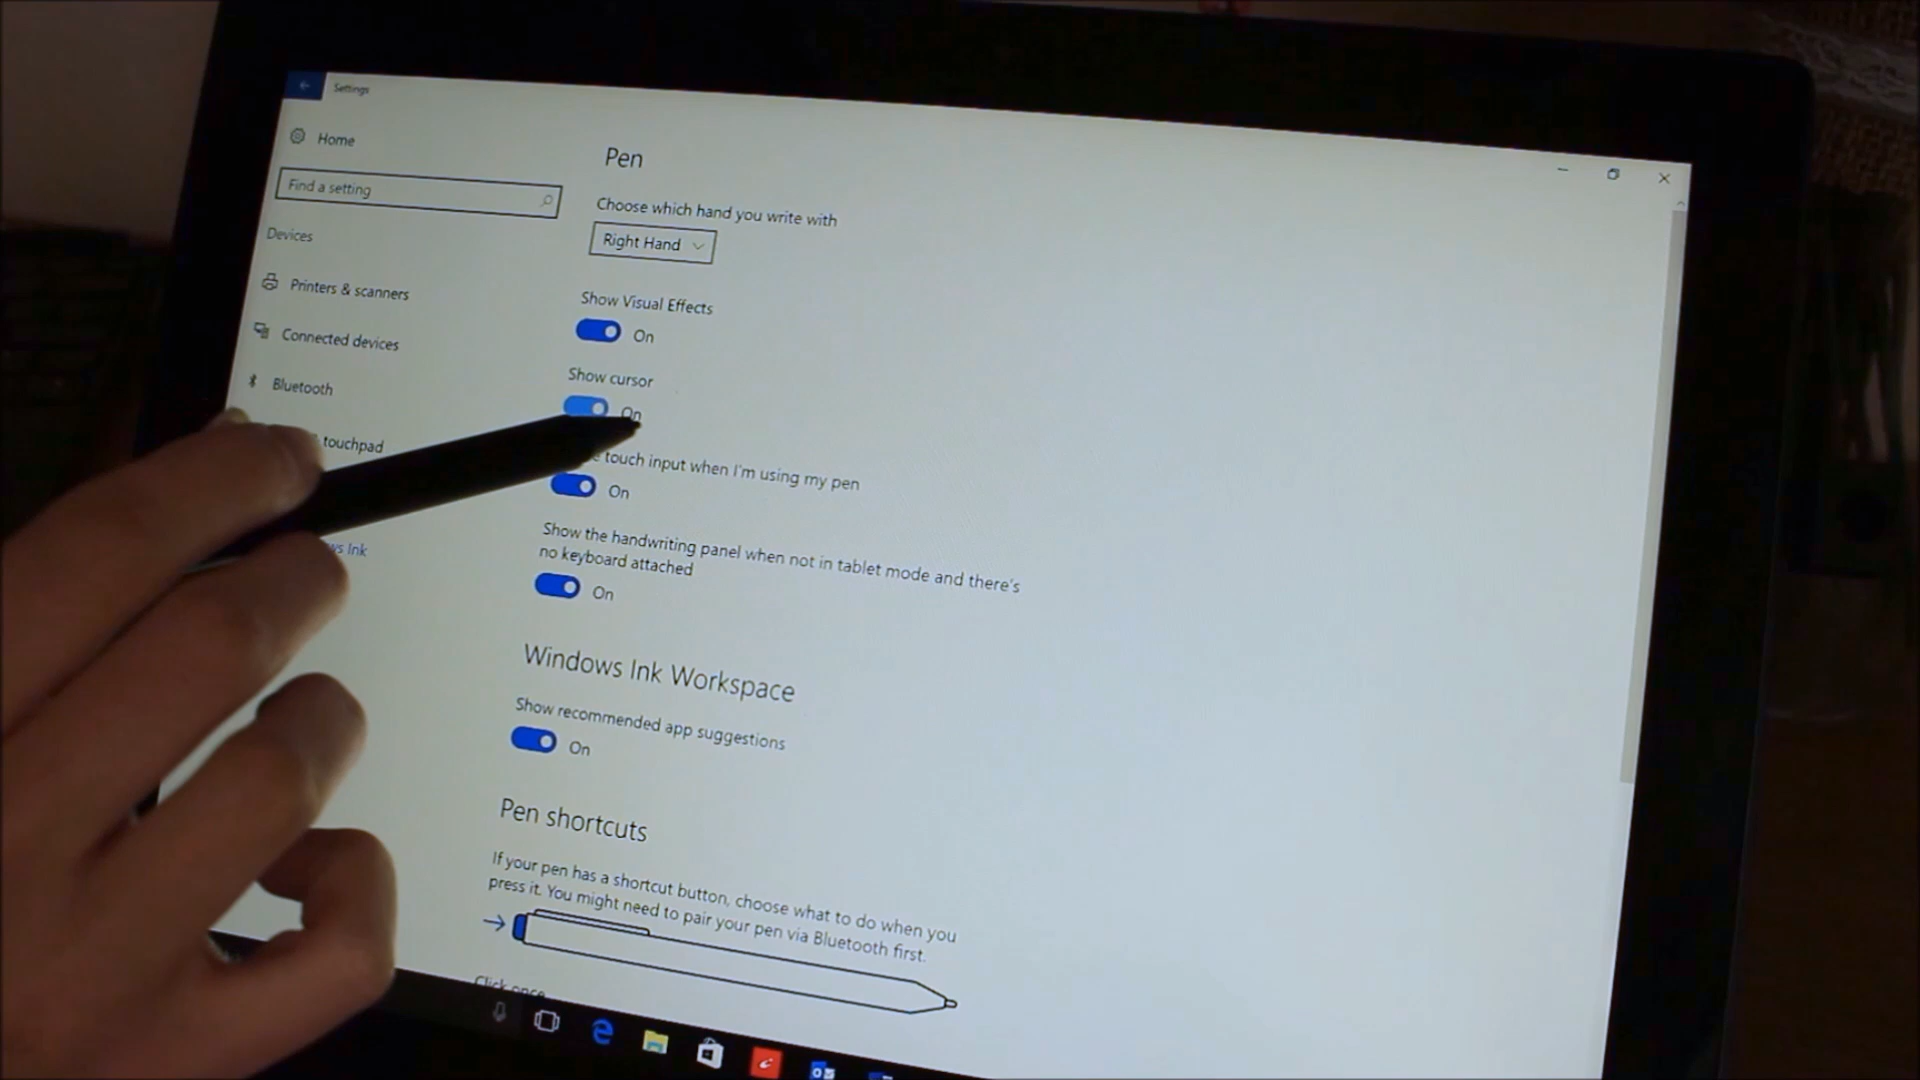 Settings
Home
Find a setting
Devices
Printers & scanners
Connected devices
Bluetooth
touchpad
Ink
Pen
Choose which hand you write with
Right Hand
Show Visual Effects
On
Show cursor
On
touch input when I'm using my pen
On
Show the handwriting panel when not in tablet mode and there's
no keyboard attached
On
Windows Ink Workspace
Show recommended app suggestions
On
Pen shortcuts
If your pen has a shortcut button, choose what to do when you
press it. You might need to pair your pen via Bluetooth first.
Click once